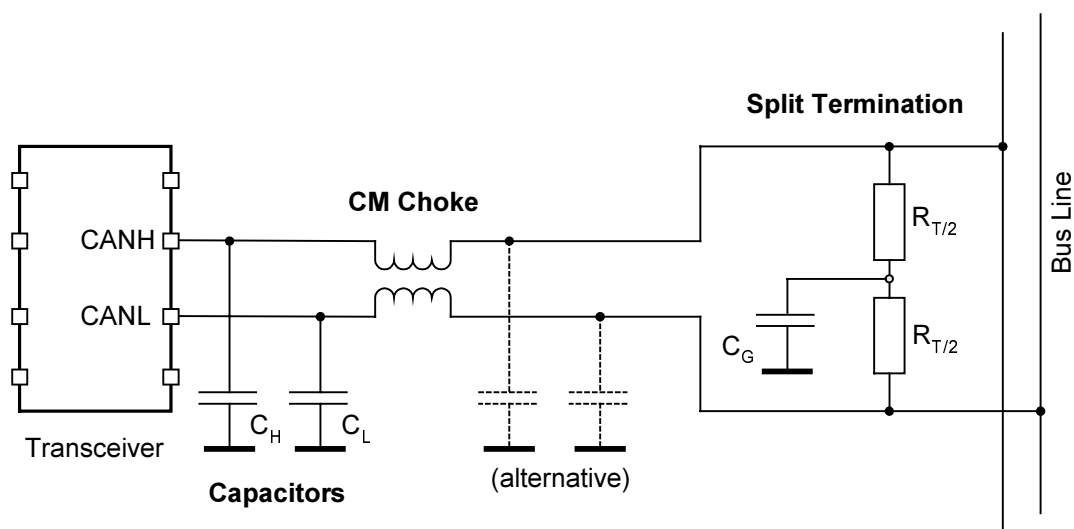 Split Termination
CM Choke
CANH
CANL
R_T/2
R_T/2
C_G
C_H
C_L
Transceiver
(alternative)
Capacitors
Bus Line